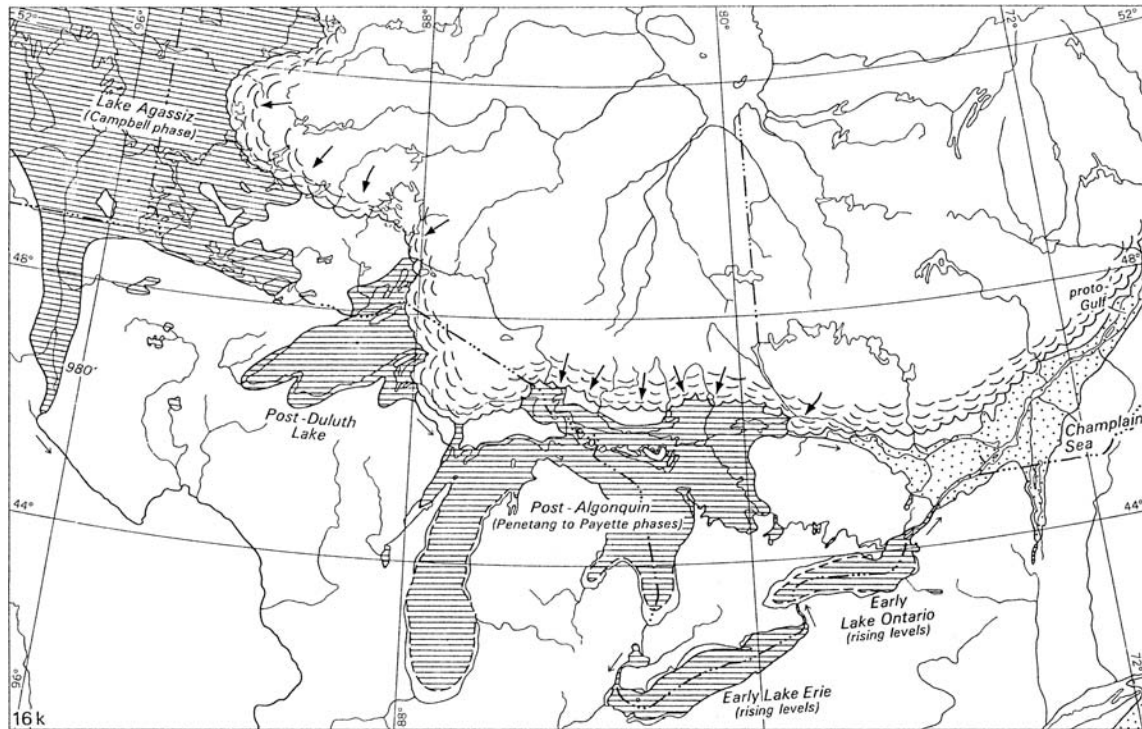 52°
96°
88°
80°
72°
52°
Lake Agassiz
(Campbell phase)
48°
48°
proto-
Gulf
980'
Post-Duluth
Lake
Champlain
Sea
44°
Post-Algonquin
(Penetang to Payette phases)
44°
Early
Lake Ontario
(rising levels)
Early Lake Erie
(rising levels)
96°
88°
72°
16 k